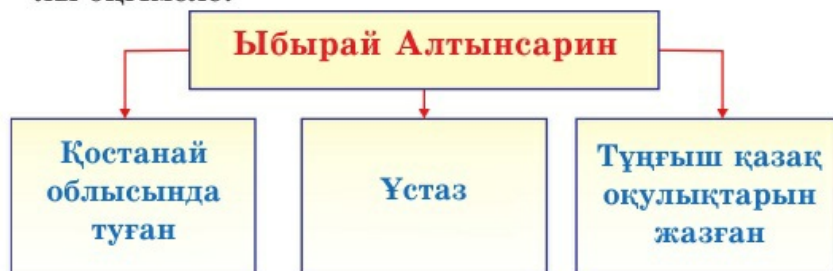 Ыбырай Алтынсарин
Қостанай
облысында
туған
Ұстаз
Тұңғыш қазақ
оқулықтарын
жазған